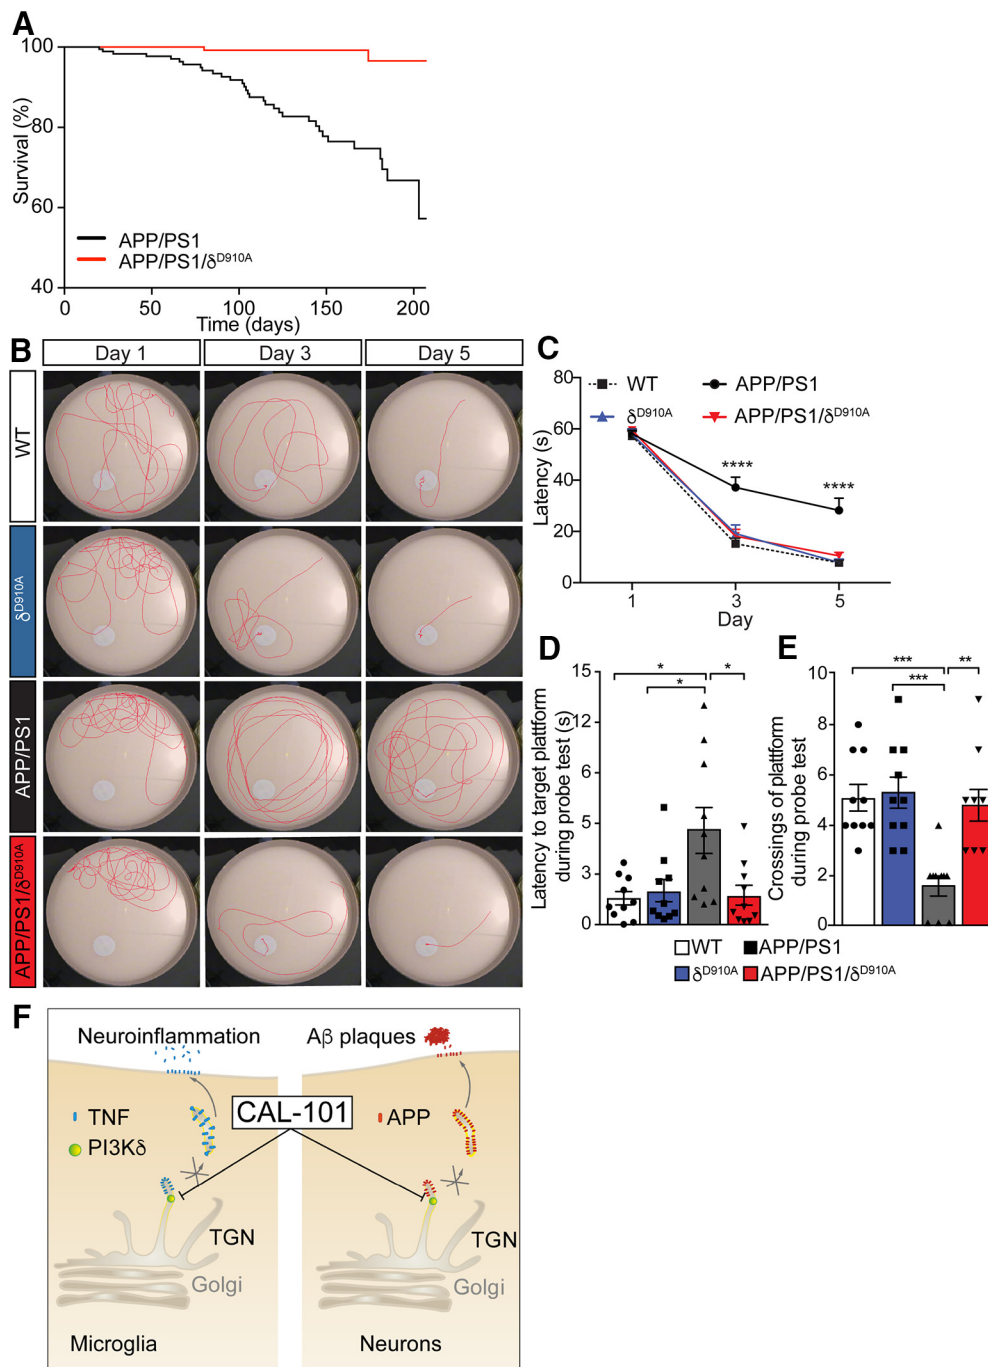 A
100
80
60
40
Survival (%)
APP/PS1
APP/PS1/δD910A
0 50 100 150 200
Time (days)
B
Day 1 Day 3 Day 5
WT
δD910A
APP/PS1
APP/PS1/δD910A
C
80
60
40
20
0
Latency (s)
WT APP/PS1
δD910A APP/PS1/δD910A
****
****
1 3 5
Day
D
15
12
6
5
3
0
Latency to target plattform
during probe test (s)
* *
*
E
10
8
6
4
2
0
Crossings of plattform
during probe test
*** **
***
WT APP/PS1
δD910A APP/PS1/δD910A
F
Neuroinflammation Aβ plaques
CAL-101
TNF APP
PI3Kδ
TGN TGN
Golgi Golgi
Microglia Neurons